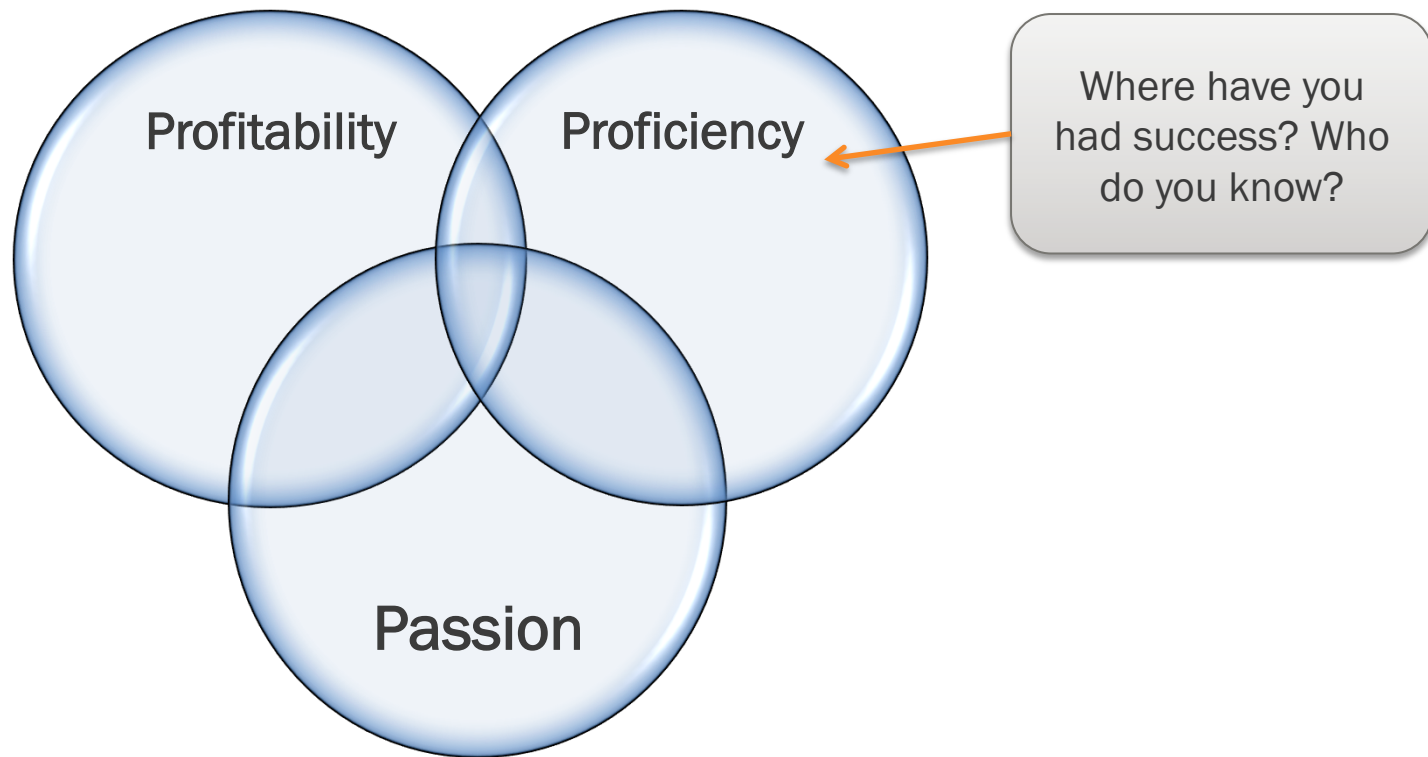 Profitability
Proficiency
Where have you
had success? Who
do you know?
Passion